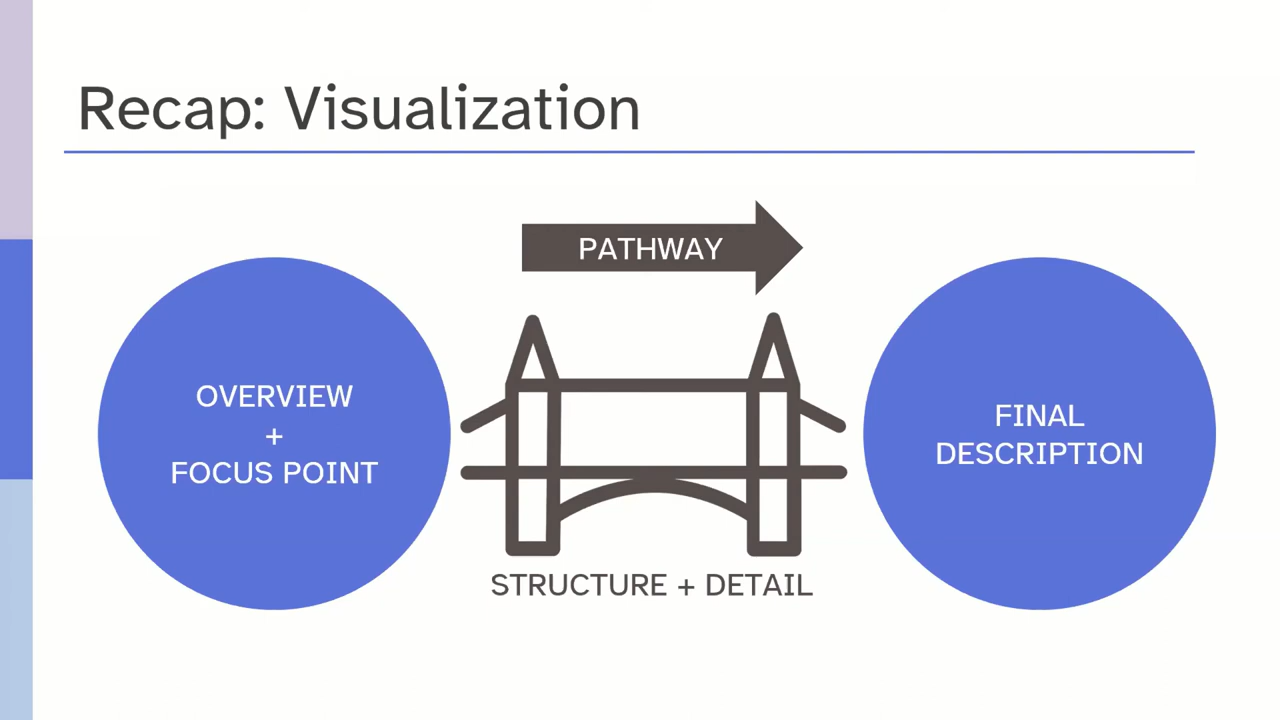 Recap: Visualization
PATHWAY
OVERVIEW
+
FOCUS POINT
STRUCTURE + DETAIL
FINAL
DESCRIPTION